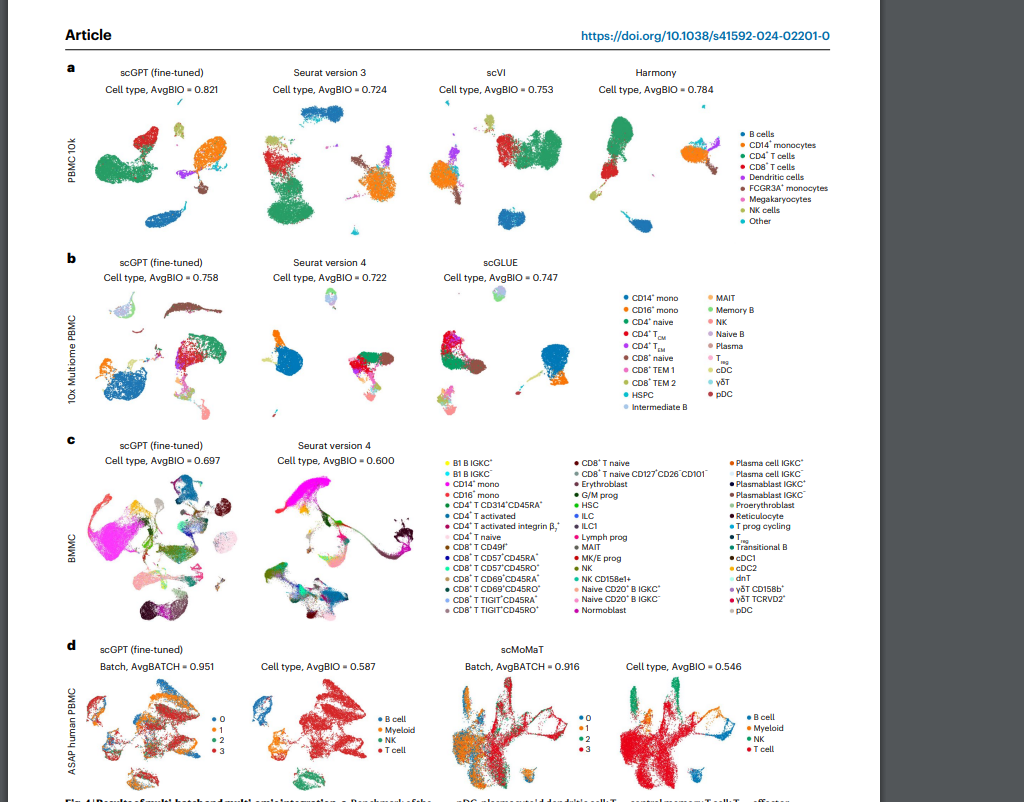 Article
https://doi.org/10.1038/s41592-024-02201-0
a
scGPT (fine-tuned)
Cell type, AvgBIO = 0.821
Seurat version 3
Cell type, AvgBIO = 0.724
scVI
Cell type, AvgBIO = 0.753
Harmony
Cell type, AvgBIO = 0.784
PBMC 10k
B cells
CD14⁺ monocytes
CD4⁺ T cells
CD8⁺ T cells
Dendritic cells
FCGR3A⁺ monocytes
Megakaryocytes
NK cells
Other
b
scGPT (fine-tuned)
Cell type, AvgBIO = 0.758
Seurat version 4
Cell type, AvgBIO = 0.722
scGLUE
Cell type, AvgBIO = 0.747
10x Multiome PBMC
CD14⁺ mono
CD16⁺ mono
CD4⁺ naive
CD4⁺ TCM
CD4⁺ TEM
CD8⁺ naive
CD8⁺ TEM 1
CD8⁺ TEM 2
HSPC
Intermediate B
MAIT
Memory B
NK
Naive B
Plasma
Treg
cDC
γδT
pDC
c
scGPT (fine-tuned)
Cell type, AvgBIO = 0.697
Seurat version 4
Cell type, AvgBIO = 0.600
BMMC
B1 B IGKC⁺
B1 B IGKC⁻
CD14⁺ mono
CD16⁺ mono
CD4⁺ T CD314⁺CD45RA⁺
CD4⁺ T activated
CD4⁺ T activated integrin β7⁺
CD4⁺ T naive
CD8⁺ T CD49f⁺
CD8⁺ T CD57⁺CD45RA⁺
CD8⁺ T CD57⁺CD45RO⁺
CD8⁺ T CD69⁺CD45RA⁺
CD8⁺ T CD69⁺CD45RO⁺
CD8⁺ T TIGIT⁺CD45RA⁺
CD8⁺ T TIGIT⁺CD45RO⁺
CD8⁺ T naive
CD8⁺ T naive CD127⁺CD26⁻CD101⁻
Erythroblast
G/M prog
HSC
ILC
ILC1
Lymph prog
MAIT
MK/E prog
NK
NK CD158e1+
Naive CD20⁺ B IGKC⁺
Naive CD20⁺ B IGKC⁻
Normoblast
Plasma cell IGKC⁺
Plasma cell IGKC⁻
Plasmablast IGKC⁺
Plasmablast IGKC⁻
Proerythroblast
Reticulocyte
T prog cycling
Treg
Transitional B
cDC1
cDC2
dnT
γδT CD158b⁺
γδT TCRVD2⁺
pDC
d
scGPT (fine-tuned)
Batch, AvgBATCH = 0.951
Cell type, AvgBIO = 0.587
scMoMaT
Batch, AvgBATCH = 0.916
Cell type, AvgBIO = 0.546
ASAP human PBMC
0
1
2
3
B cell
Myeloid
NK
T cell
0
1
2
3
B cell
Myeloid
NK
T cell